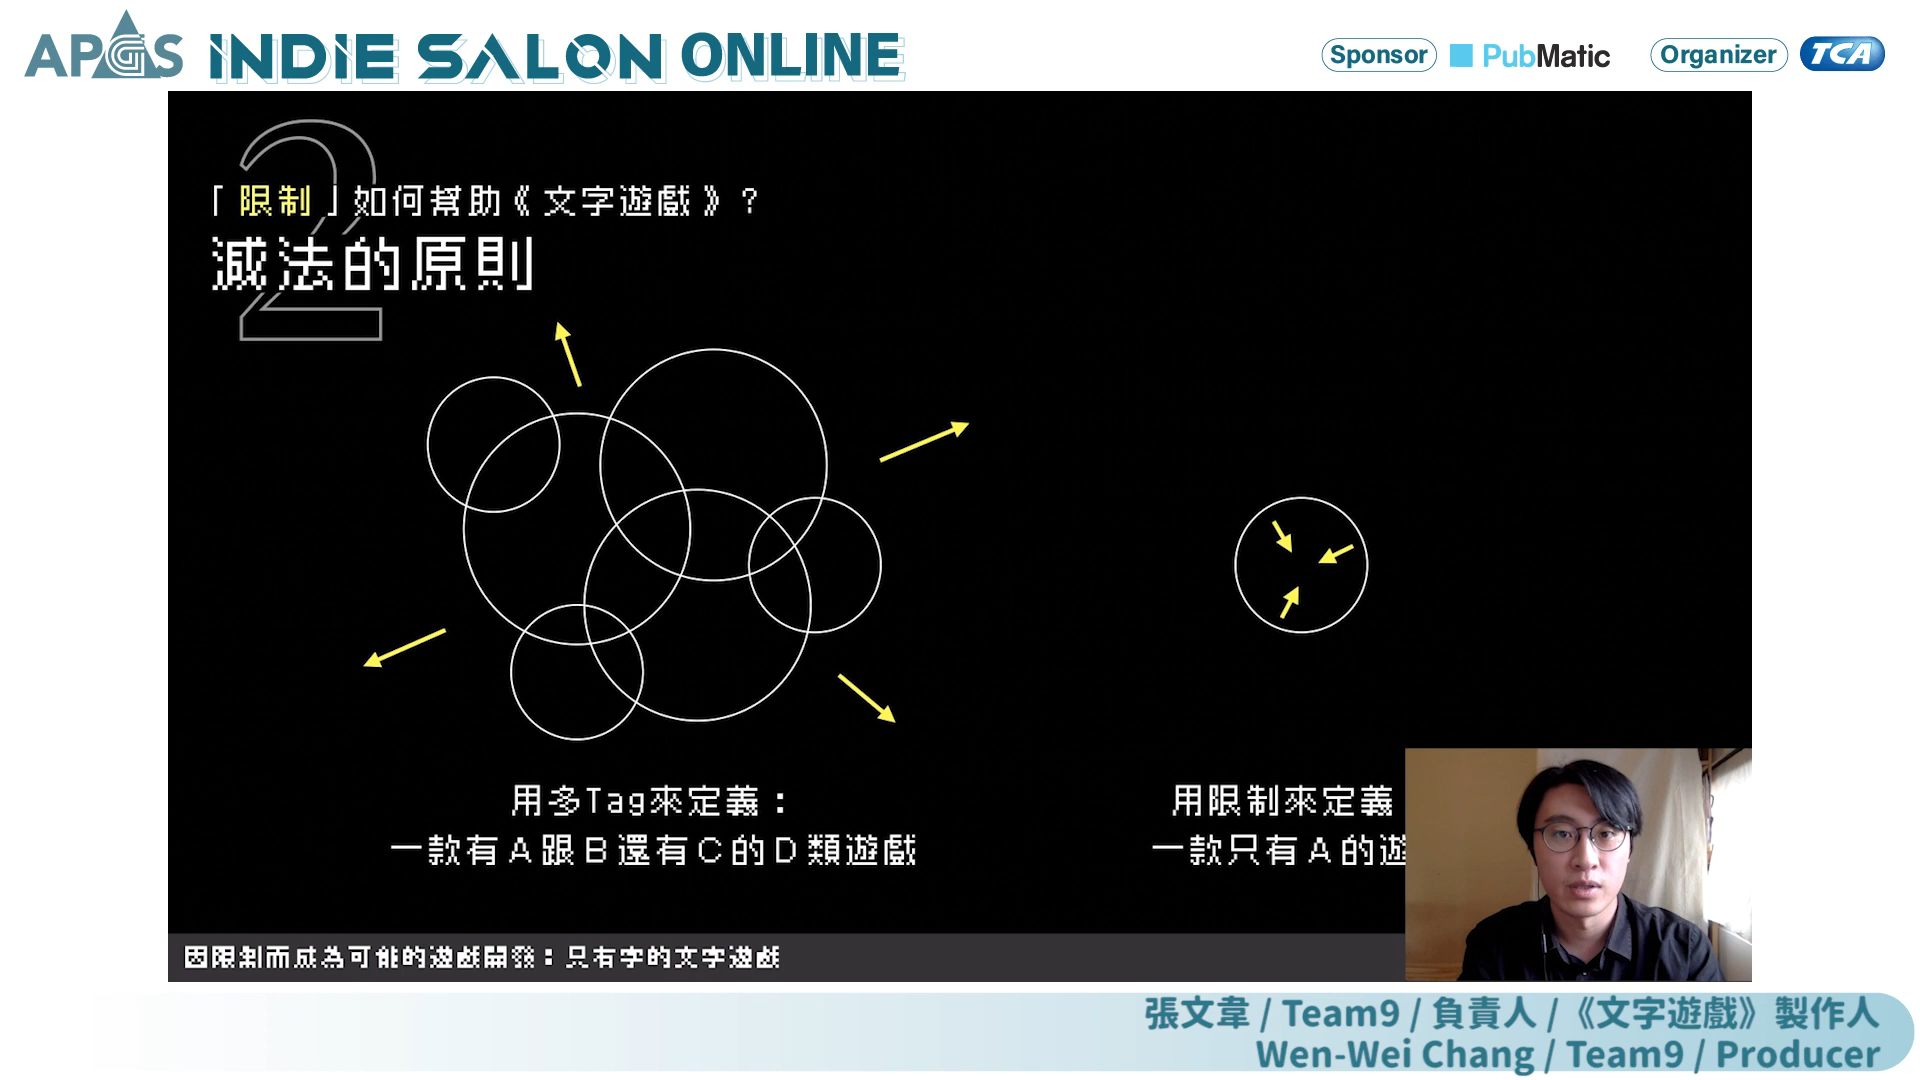 APGS INDIE SALON ONLINE
Sponsor PubMatic Organizer TCA
2
「限制」如何幫助《文字遊戲》？
減法的原則
用多Tag來定義：
一款有A跟B還有C的D類遊戲
用限制來定義
一款只有A的遊
因限制而成為可能的遊戲開發：只有字的文字遊戲
張文韋 / Team9 / 負責人 /《文字遊戲》製作人
Wen-Wei Chang / Team9 / Producer